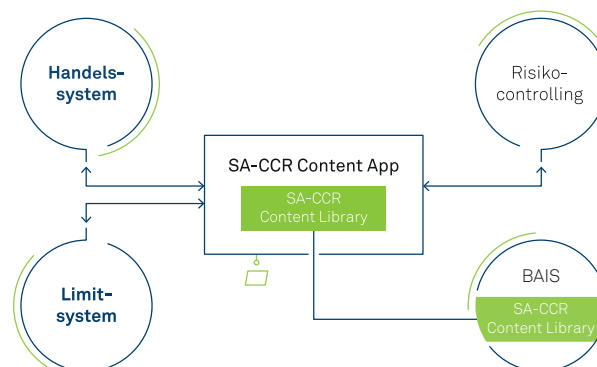 Handels-
system
Risiko-
controlling
SA-CCR Content App
SA-CCR
Content Library
Limit-
system
BAIS
SA-CCR
Content Library